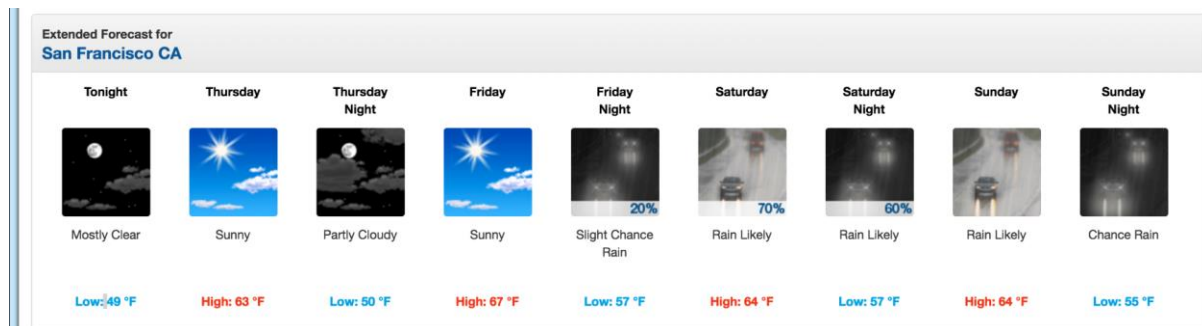 Extended Forecast for
San Francisco CA
Tonight
Thursday
Thursday
Night
Friday
Friday
Night
Saturday
Saturday
Night
Sunday
Sunday
Night
20%
70%
60%
Mostly Clear
Sunny
Partly Cloudy
Sunny
Slight Chance
Rain
Rain Likely
Rain Likely
Rain Likely
Chance Rain
Low: 49 °F
High: 63 °F
Low: 50 °F
High: 67 °F
Low: 57 °F
High: 64 °F
Low: 57 °F
High: 64 °F
Low: 55 °F